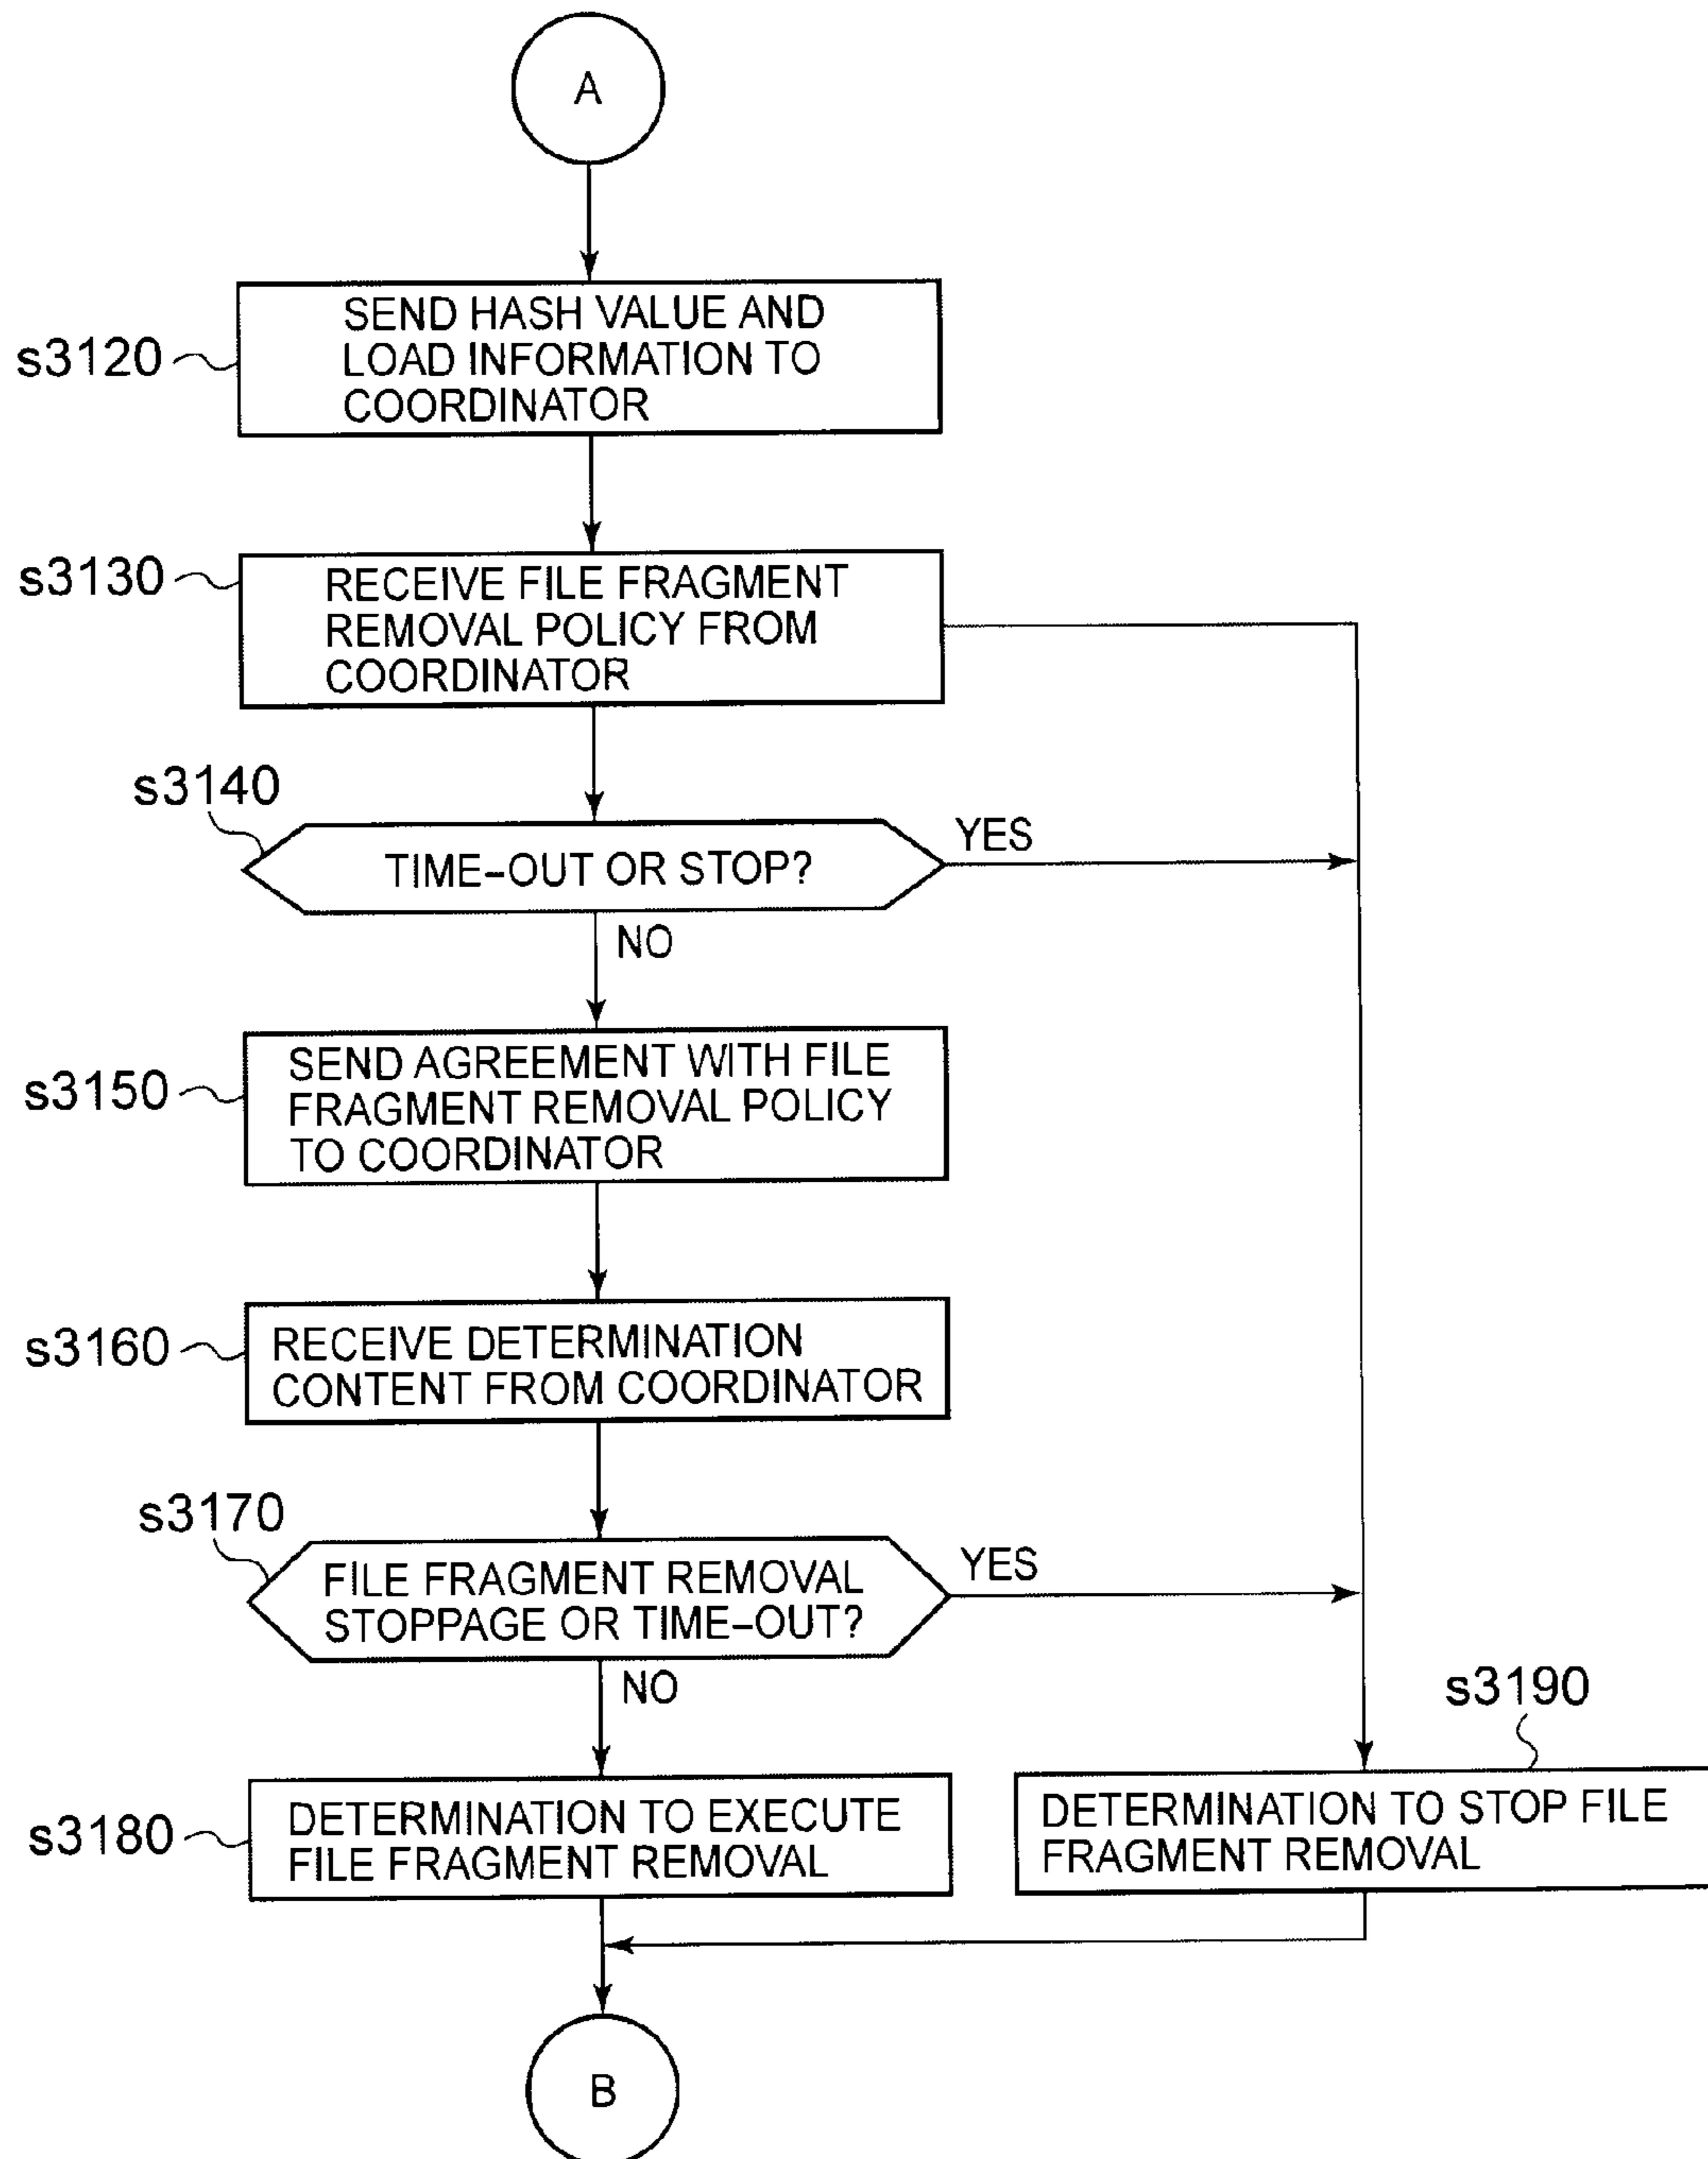 A
s3120
SEND HASH VALUE AND
LOAD INFORMATION TO
COORDINATOR
s3130
RECEIVE FILE FRAGMENT
REMOVAL POLICY FROM
COORDINATOR
s3140
TIME-OUT OR STOP?
YES
NO
s3150
SEND AGREEMENT WITH FILE
FRAGMENT REMOVAL POLICY
TO COORDINATOR
s3160
RECEIVE DETERMINATION
CONTENT FROM COORDINATOR
s3170
FILE FRAGMENT REMOVAL
STOPPAGE OR TIME-OUT?
YES
NO
s3180
DETERMINATION TO EXECUTE
FILE FRAGMENT REMOVAL
s3190
DETERMINATION TO STOP FILE
FRAGMENT REMOVAL
B